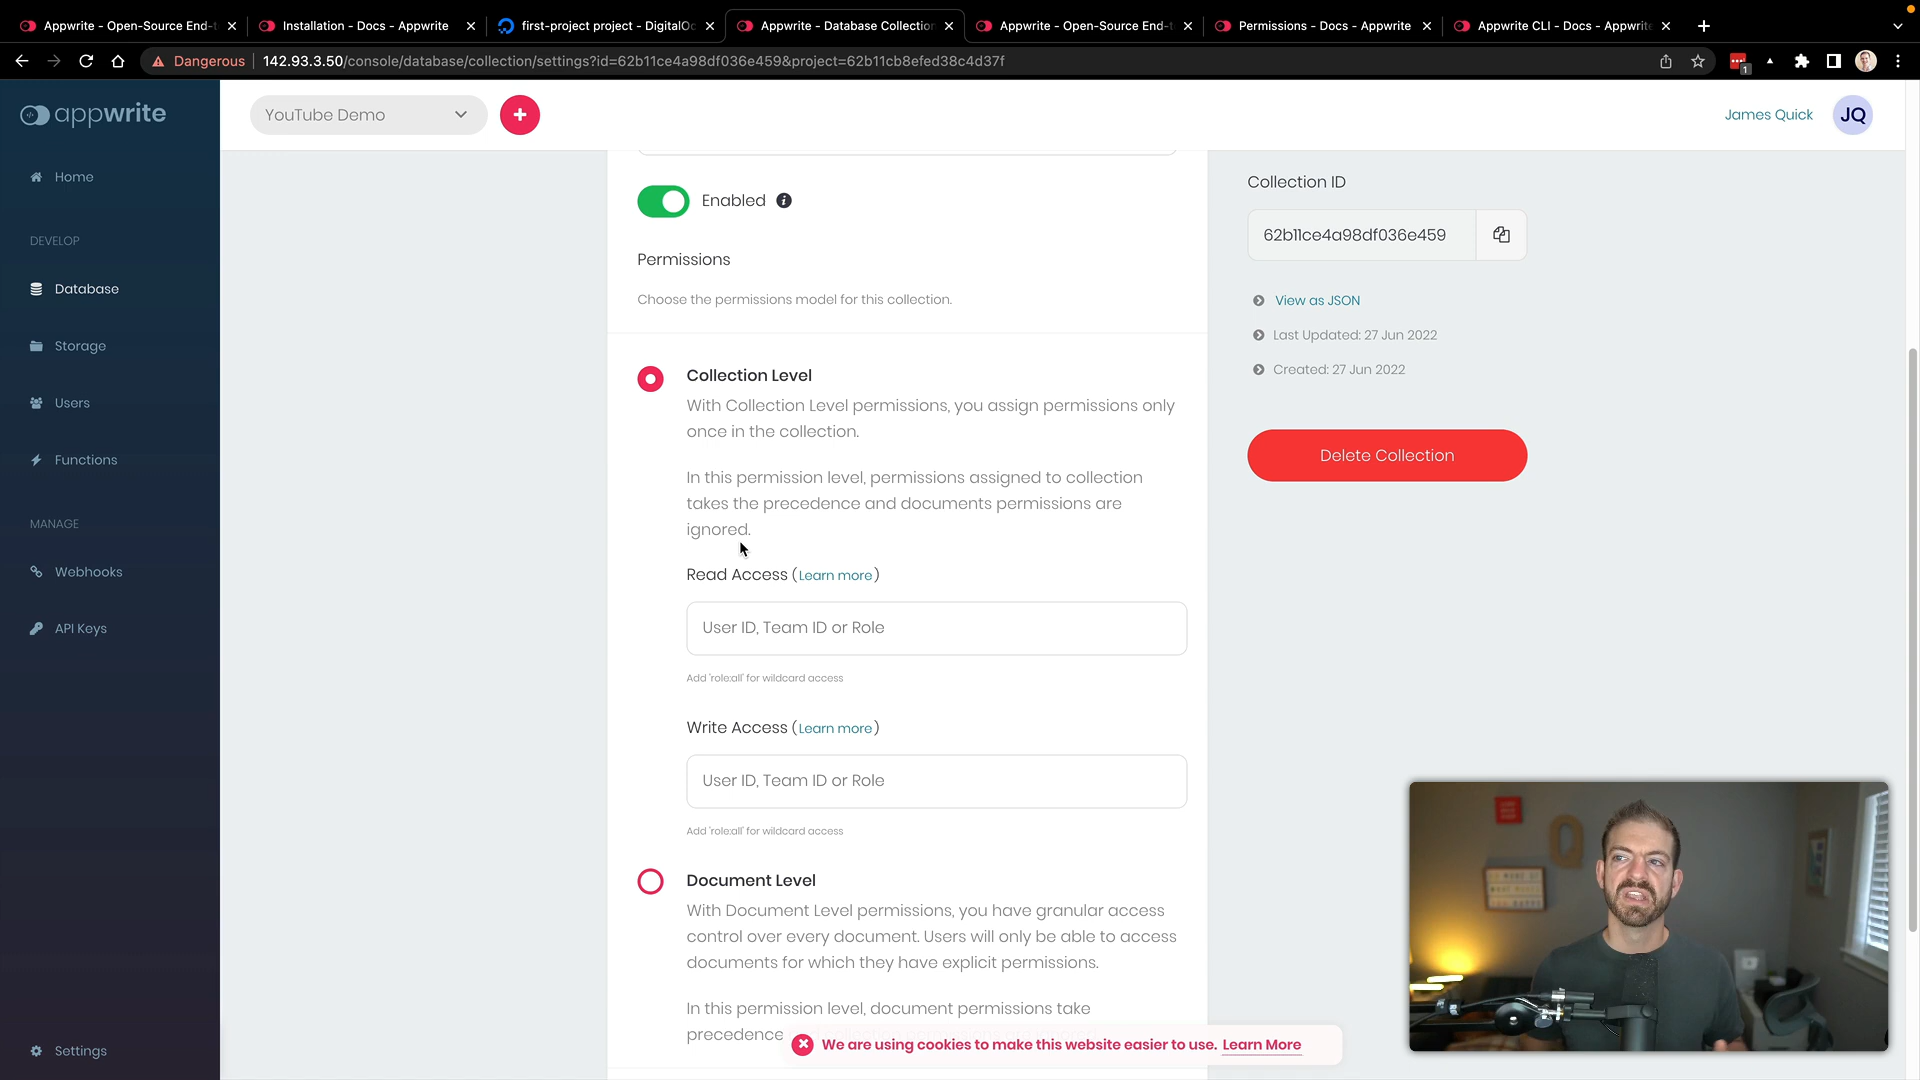 Appwrite - Open-Source End-t
Installation - Docs - Appwrite
first-project project - DigitalOc
Appwrite - Database Collection
Appwrite - Open-Source End-t
Permissions - Docs - Appwrite
Appwrite CLI - Docs - Appwrite
Dangerous
142.93.3.50/console/database/collection/settings?id=62b11ce4a98df036e459&project=62b11cb8efed38c4d37f
1
appwrite
YouTube Demo
+
James Quick
JQ
Home
DEVELOP
Database
Storage
Users
Functions
MANAGE
Webhooks
API Keys
Settings
Enabled
Permissions
Choose the permissions model for this collection.
Collection Level
With Collection Level permissions, you assign permissions only
once in the collection.
In this permission level, permissions assigned to collection
takes the precedence and documents permissions are
ignored.
Read Access (Learn more)
User ID, Team ID or Role
Add 'role:all' for wildcard access
Write Access (Learn more)
User ID, Team ID or Role
Add 'role:all' for wildcard access
Document Level
With Document Level permissions, you have granular access
control over every document. Users will only be able to access
documents for which they have explicit permissions.
In this permission level, document permissions take
precedence
We are using cookies to make this website easier to use. Learn More
Collection ID
62b11ce4a98df036e459
View as JSON
Last Updated: 27 Jun 2022
Created: 27 Jun 2022
Delete Collection